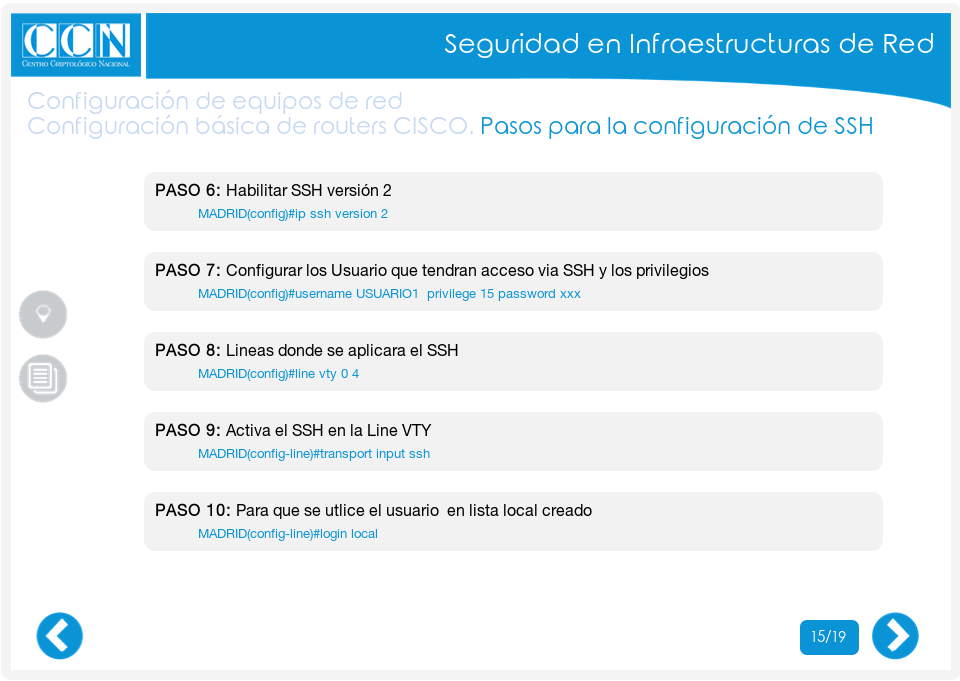 CCN
CENTRO CRIPTOLÓGICO NACIONAL
Seguridad en Infraestructuras de Red
Configuración de equipos de red
Configuración básica de routers CISCO. Pasos para la configuración de SSH
PASO 6: Habilitar SSH versión 2
MADRID(config)#ip ssh version 2
PASO 7: Configurar los Usuario que tendran acceso via SSH y los privilegios
MADRID(config)#username USUARIO1  privilege 15 password xxx
PASO 8: Lineas donde se aplicara el SSH
MADRID(config)#line vty 0 4
PASO 9: Activa el SSH en la Line VTY
MADRID(config-line)#transport input ssh
PASO 10: Para que se utlice el usuario  en lista local creado
MADRID(config-line)#login local
15/19